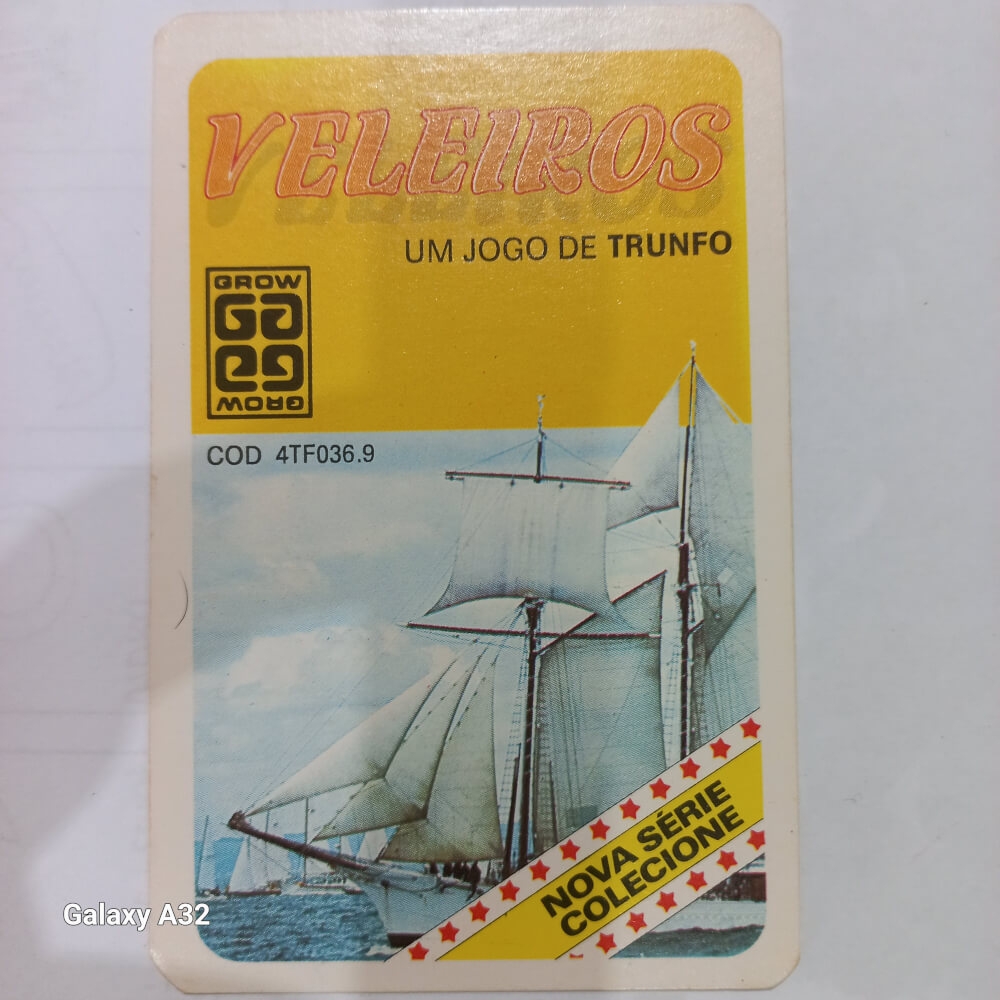 VELEIROS
UM JOGO DE TRUNFO
GROW
GROW
COD 4TF036.9
NOVA SÉRIE
COLECIONE
Galaxy A32